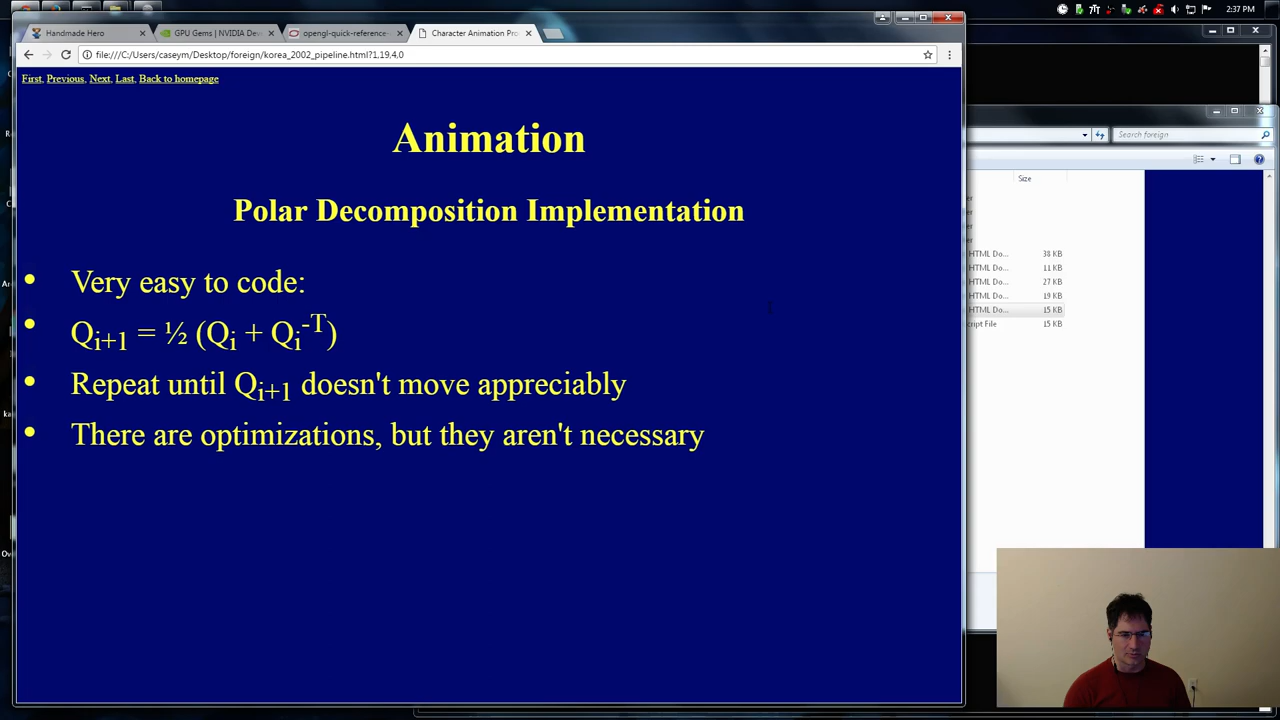 2:37 PM
Handmade Hero
GPU Gems | NVIDIA Dev
opengl-quick-reference-
Character Animation Pro
file:///C:/Users/caseym/Desktop/foreign/korea_2002_pipeline.html?1,19,4,0
First, Previous, Next, Last, Back to homepage
Animation
Polar Decomposition Implementation
• Very easy to code:
• Qi+1 = ½ (Qi + Qi-T)
• Repeat until Qi+1 doesn't move appreciably
• There are optimizations, but they aren't necessary
Search foreign
Size
HTML Do... 38 KB
HTML Do... 11 KB
HTML Do... 27 KB
HTML Do... 19 KB
HTML Do... 15 KB
cript File 15 KB